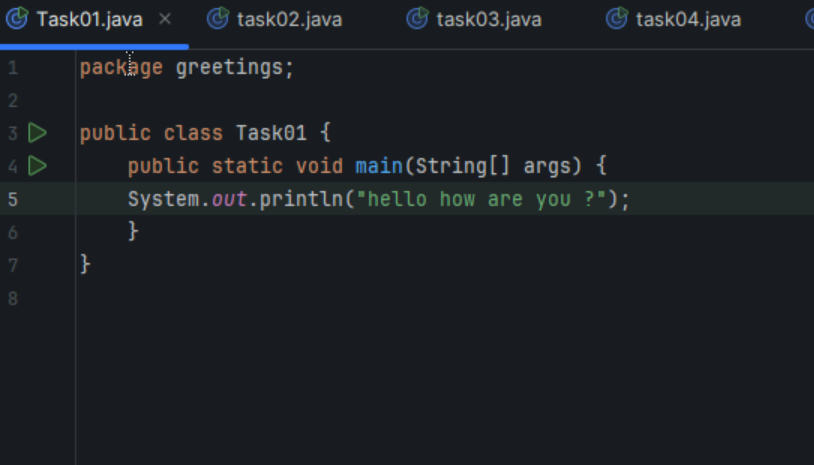 Task01.java task02.java task03.java task04.java
1 package greetings;
2
3 public class Task01 {
4     public static void main(String[] args) {
5     System.out.println("hello how are you ?");
6     }
7 }
8